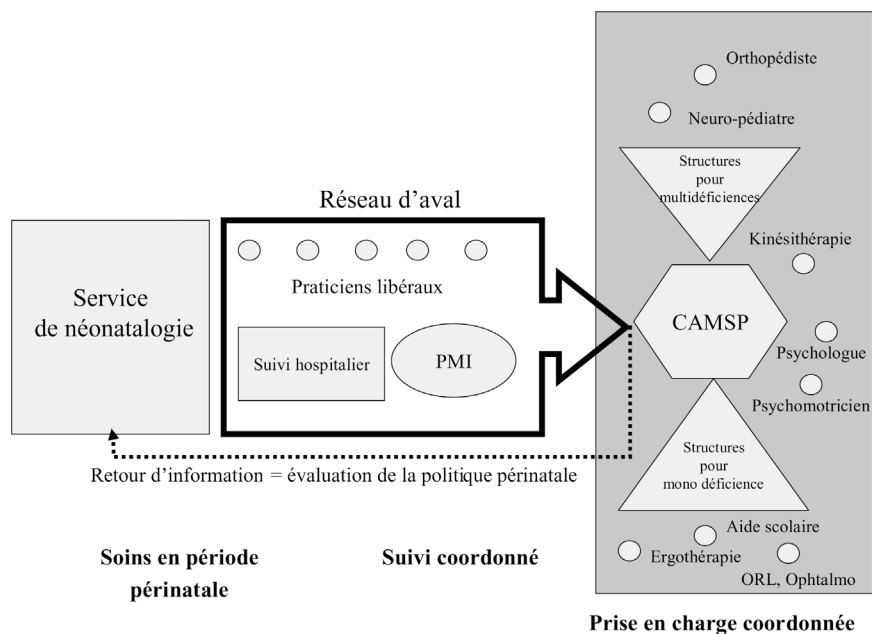 Orthopédiste
Neuro-pédiatre
Structures
pour
multidéficiences
Réseau d’aval
Kinésithérapie
Praticiens libéraux
Service
de néonatalogie
CAMSP
Suivi hospitalier
PMI
Psychologue
Psychomotricien
Structures
pour
mono déficience
Retour d’information = évaluation de la politique périnatale
Aide scolaire
Ergothérapie
ORL, Ophtalmo
Soins en période
périnatale
Suivi coordonné
Prise en charge coordonnée